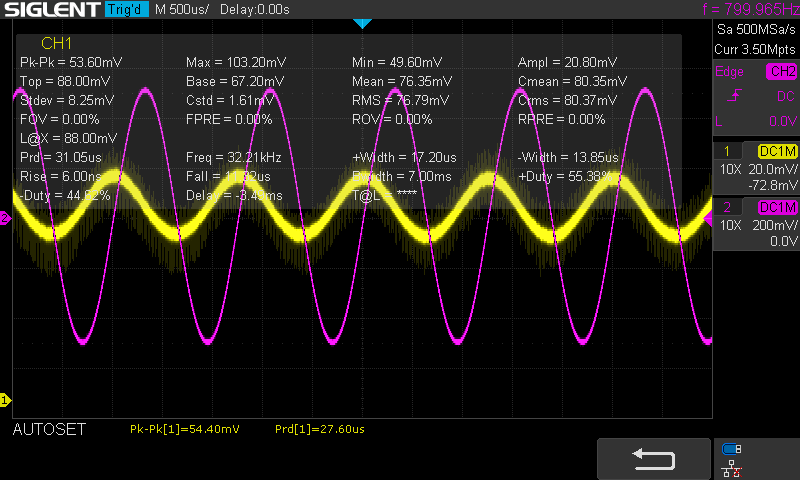 SIGLENT Trig'd M 500us/ Delay:0.00s f = 799.965Hz
Sa 500MSa/s
Curr 3.50Mpts
Edge CH2
DC
L 0.0V
1 DC1M
10X 20.0mV/
-72.8mV
2 DC1M
10X 200mV/
0.0V
CH1
Pk-Pk = 53.60mV Max = 103.20mV Min = 49.60mV Ampl = 20.80mV
Top = 88.00mV Base = 67.20mV Mean = 76.35mV Cmean = 80.35mV
Stdev = 8.25mV Cstd = 1.61mV RMS = 76.79mV Crms = 80.37mV
FOV = 0.00% FPRE = 0.00% ROV = 0.00% RPRE = 0.00%
L@X = 88.00mV
Prd = 31.05us Freq = 32.21kHz +Width = 17.20us -Width = 13.85us
Rise = 6.00ns Fall = us = 7.00ms +Duty = 55.38%
-Duty = 44.62% Delay = -3.45ms T@L = ****
2
1
AUTOSET Pk-Pk[1]=54.40mV Prd[1]=27.60us